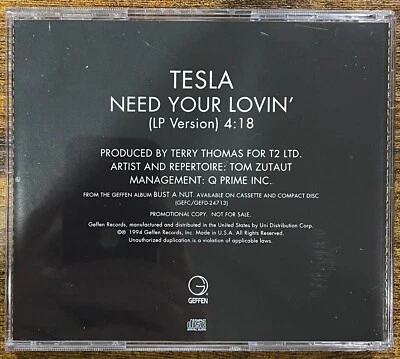 TESLA
NEED YOUR LOVIN'
(LP Version) 4:18
PRODUCED BY TERRY THOMAS FOR T2 LTD.
ARTIST AND REPERTOIRE: TOM ZUTAUT
MANAGEMENT: Q PRIME INC.
FROM THE GEFFEN ALBUM BUST A NUT. AVAILABLE ON CASSETTE AND COMPACT DISC
(GEFC/GEFD-24713)
PROMOTIONAL COPY. NOT FOR SALE.
Geffen Records, manufactured and distributed in the United States by Uni Distribution Corp.
©℗ 1994 Geffen Records, Inc. Made in U.S.A. All Rights Reserved.
Unauthorized duplication is a violation of applicable laws.
GEFFEN